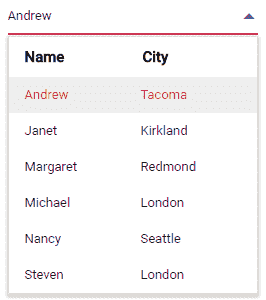 Andrew
Name City
Andrew Tacoma
Janet Kirkland
Margaret Redmond
Michael London
Nancy Seattle
Steven London